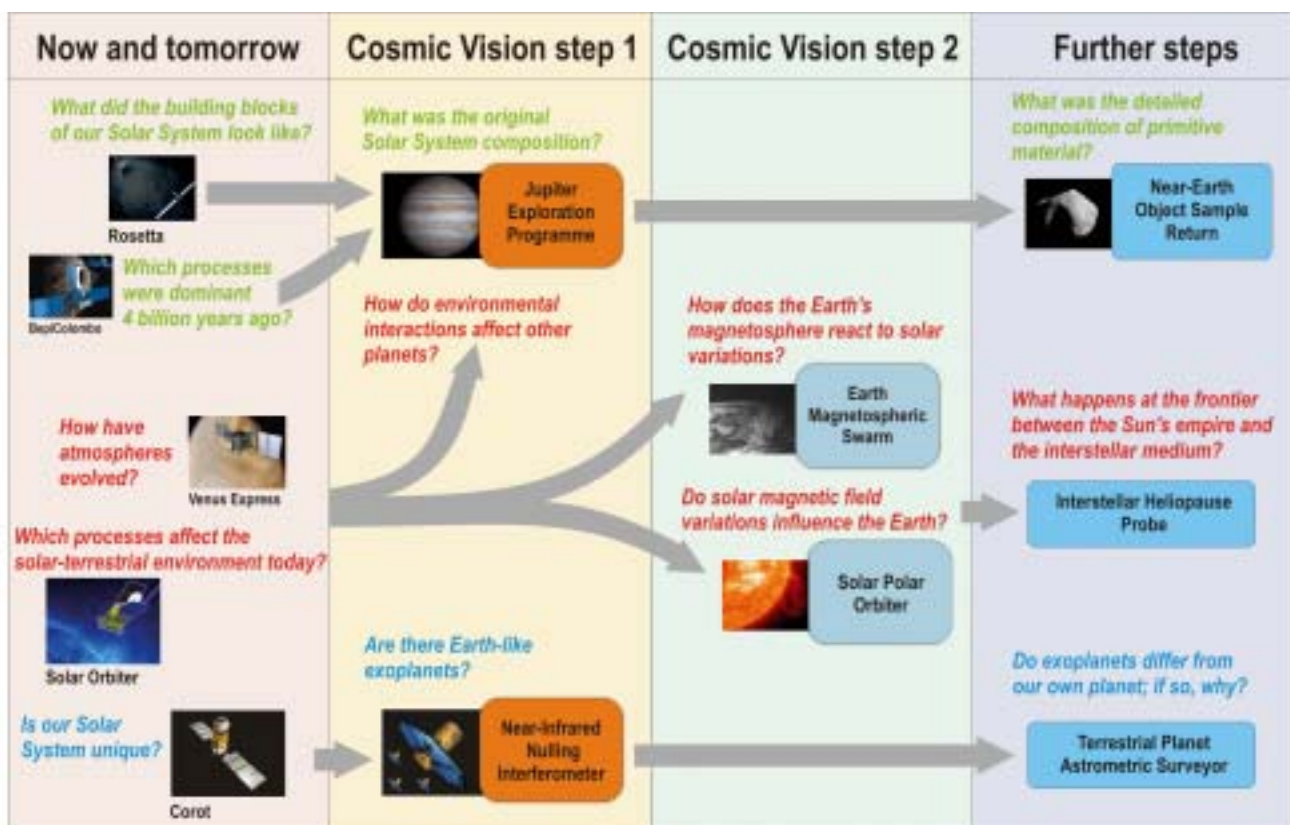 Now and tomorrow
Cosmic Vision step 1
Cosmic Vision step 2
Further steps
What did the building blocks
of our Solar System look like?
Rosetta
BepiColombo
Which processes
were dominant
4 billion years ago?
How have
atmospheres
evolved?
Venus Express
Which processes affect the
solar-terrestrial environment today?
Solar Orbiter
Is our Solar
System unique?
Corot
What was the original
Solar System composition?
Jupiter
Exploration
Programme
How do environmental
interactions affect other
planets?
Are there Earth-like
exoplanets?
Near-Infrared
Nulling
Interferometer
How does the Earth's
magnetosphere react to solar
variations?
Earth
Magnetospheric
Swarm
Do solar magnetic field
variations influence the Earth?
Solar Polar
Orbiter
What was the detailed
composition of primitive
material?
Near-Earth
Object Sample
Return
What happens at the frontier
between the Sun's empire and
the interstellar medium?
Interstellar Heliopause
Probe
Do exoplanets differ from
our own planet; if so, why?
Terrestrial Planet
Astrometric Surveyor